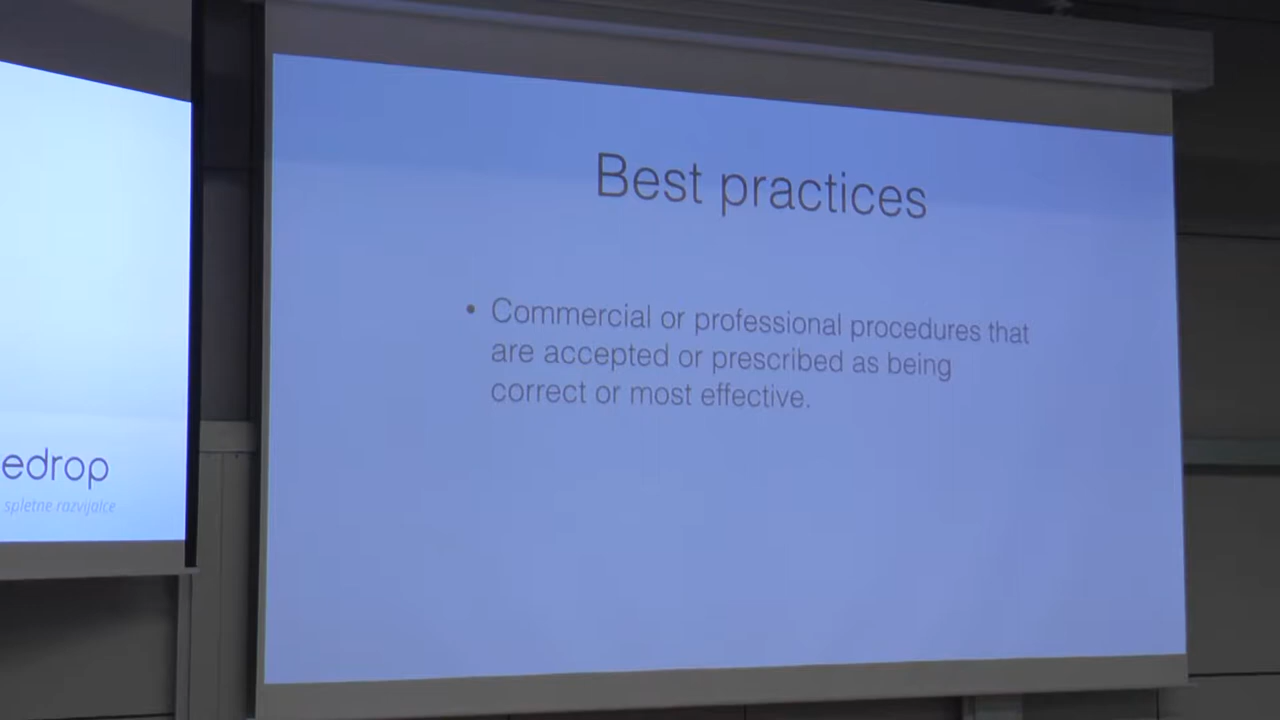 Best practices
• Commercial or professional procedures that
are accepted or prescribed as being
correct or most effective.
edrop
spletne razvijalce